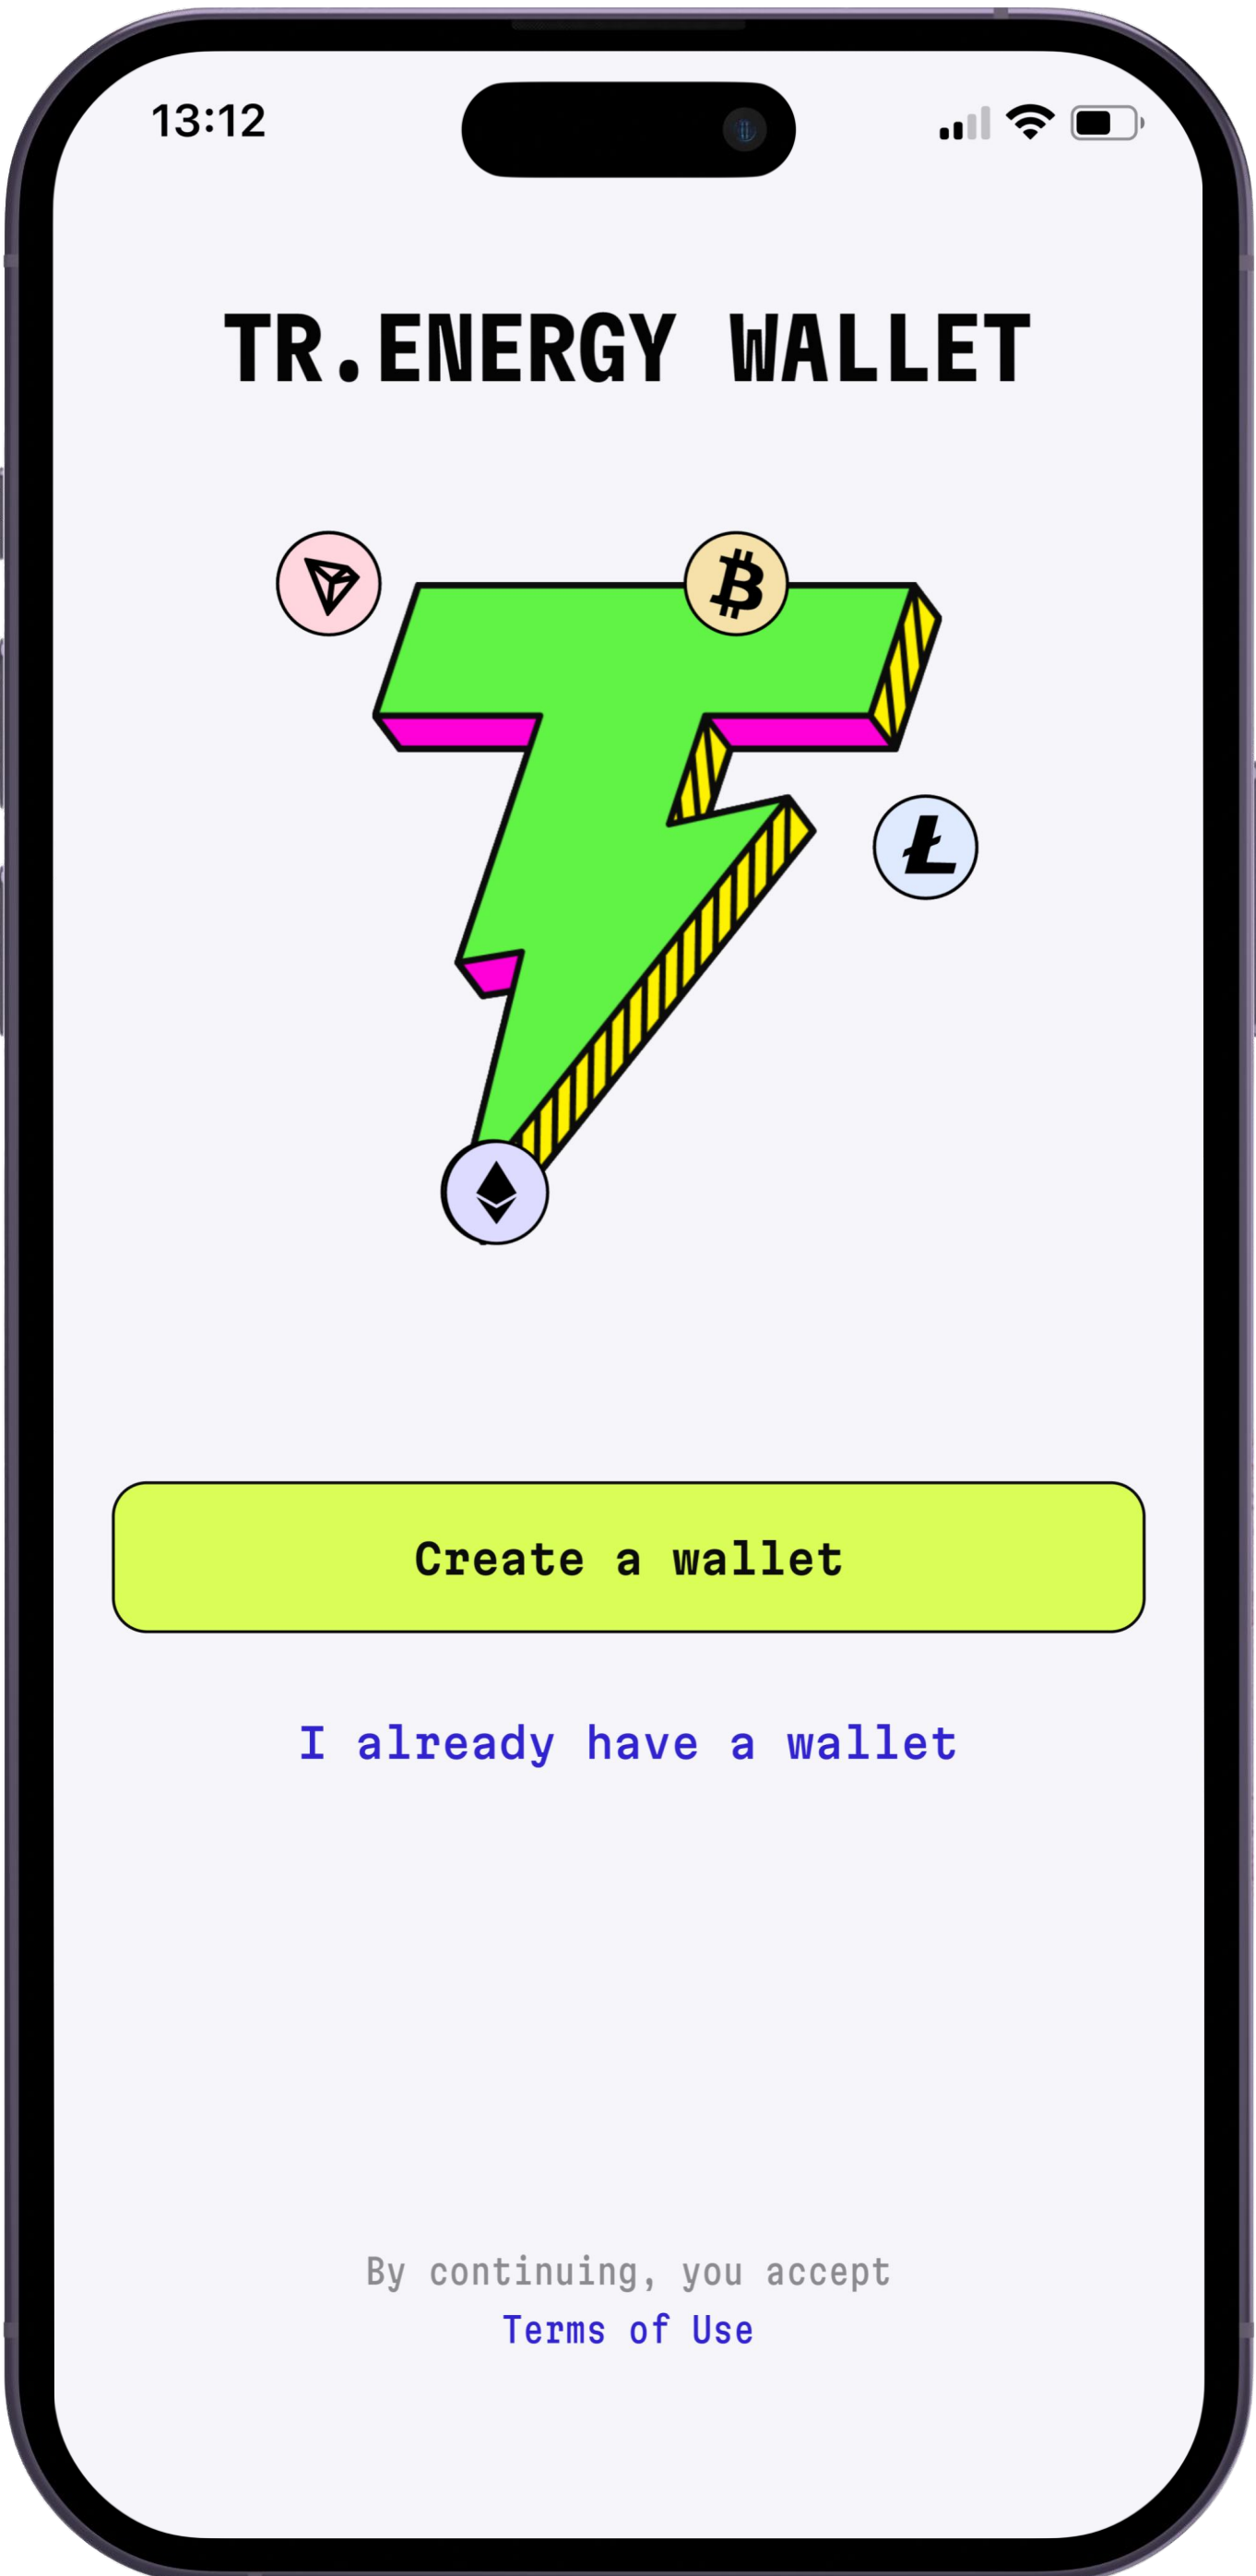 13:12
TR.ENERGY WALLET
Create a wallet
I already have a wallet
By continuing, you accept
Terms of Use